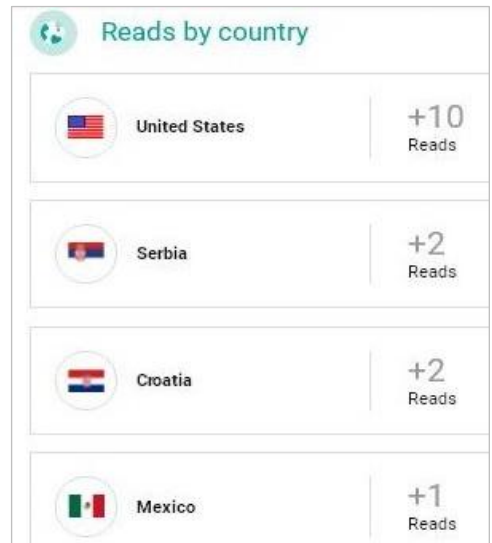 Reads by country
United States
+10
Reads
Serbia
+2
Reads
Croatia
+2
Reads
Mexico
+1
Reads